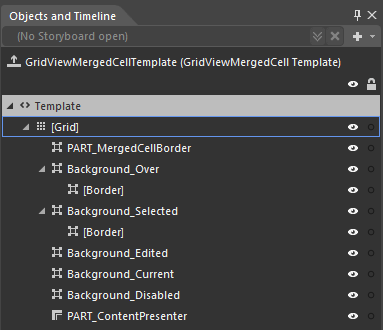 Objects and Timeline
(No Storyboard open)
GridViewMergedCellTemplate (GridViewMergedCell Template)
Template
[Grid]
PART_MergedCellBorder
Background_Over
[Border]
Background_Selected
[Border]
Background_Edited
Background_Current
Background_Disabled
PART_ContentPresenter